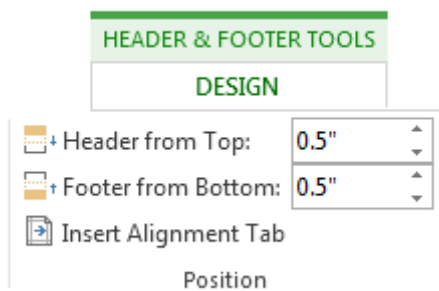 HEADER & FOOTER TOOLS
DESIGN
Header from Top: 0.5"
Footer from Bottom: 0.5"
Insert Alignment Tab
Position